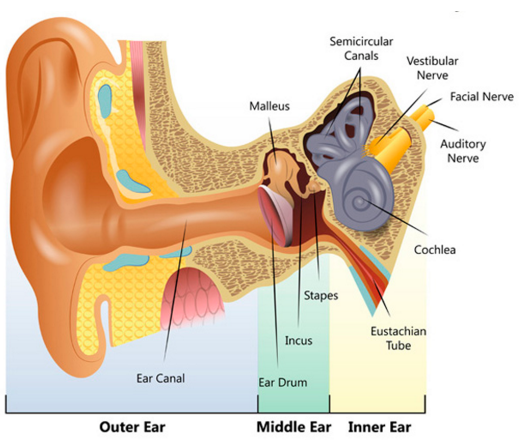 Semicircular
Canals
Vestibular
Nerve
Malleus
Facial Nerve
Auditory
Nerve
Cochlea
Stapes
Eustachian
Tube
Incus
Ear Canal
Ear Drum
Outer Ear
Middle Ear
Inner Ear